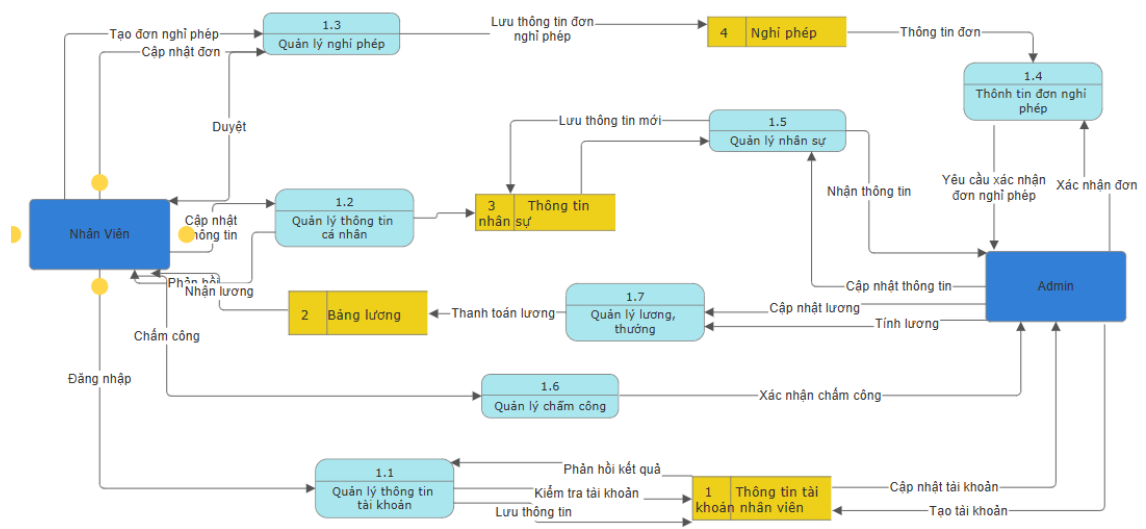 1.3
Quản lý nghỉ phép
Tạo đơn nghỉ phép
Cập nhật đơn
Lưu thông tin đơn
nghỉ phép
4 Nghỉ phép
Thông tin đơn
1.4
Thônh tin đơn nghỉ
phép
Duyệt
Lưu thông tin mới
1.5
Quản lý nhân sự
Nhận thông tin
Yêu cầu xác nhận
đơn nghỉ phép
Xác nhận đơn
Nhân Viên
Cập nhật
thông tin
1.2
Quản lý thông tin
cá nhân
3 Thông tin
nhân sự
Phản hồi
Nhận lương
2 Bảng lương
Thanh toán lương
1.7
Quản lý lương,
thưởng
Cập nhật thông tin
Cập nhật lương
Tính lương
Admin
Chấm công
Đăng nhập
1.6
Quản lý chấm công
Xác nhận chấm công
1.1
Quản lý thông tin
tài khoản
Phản hồi kết quả
Kiểm tra tài khoản
Lưu thông tin
1 Thông tin tài
khoản nhân viên
Cập nhật tài khoản
Tạo tài khoản